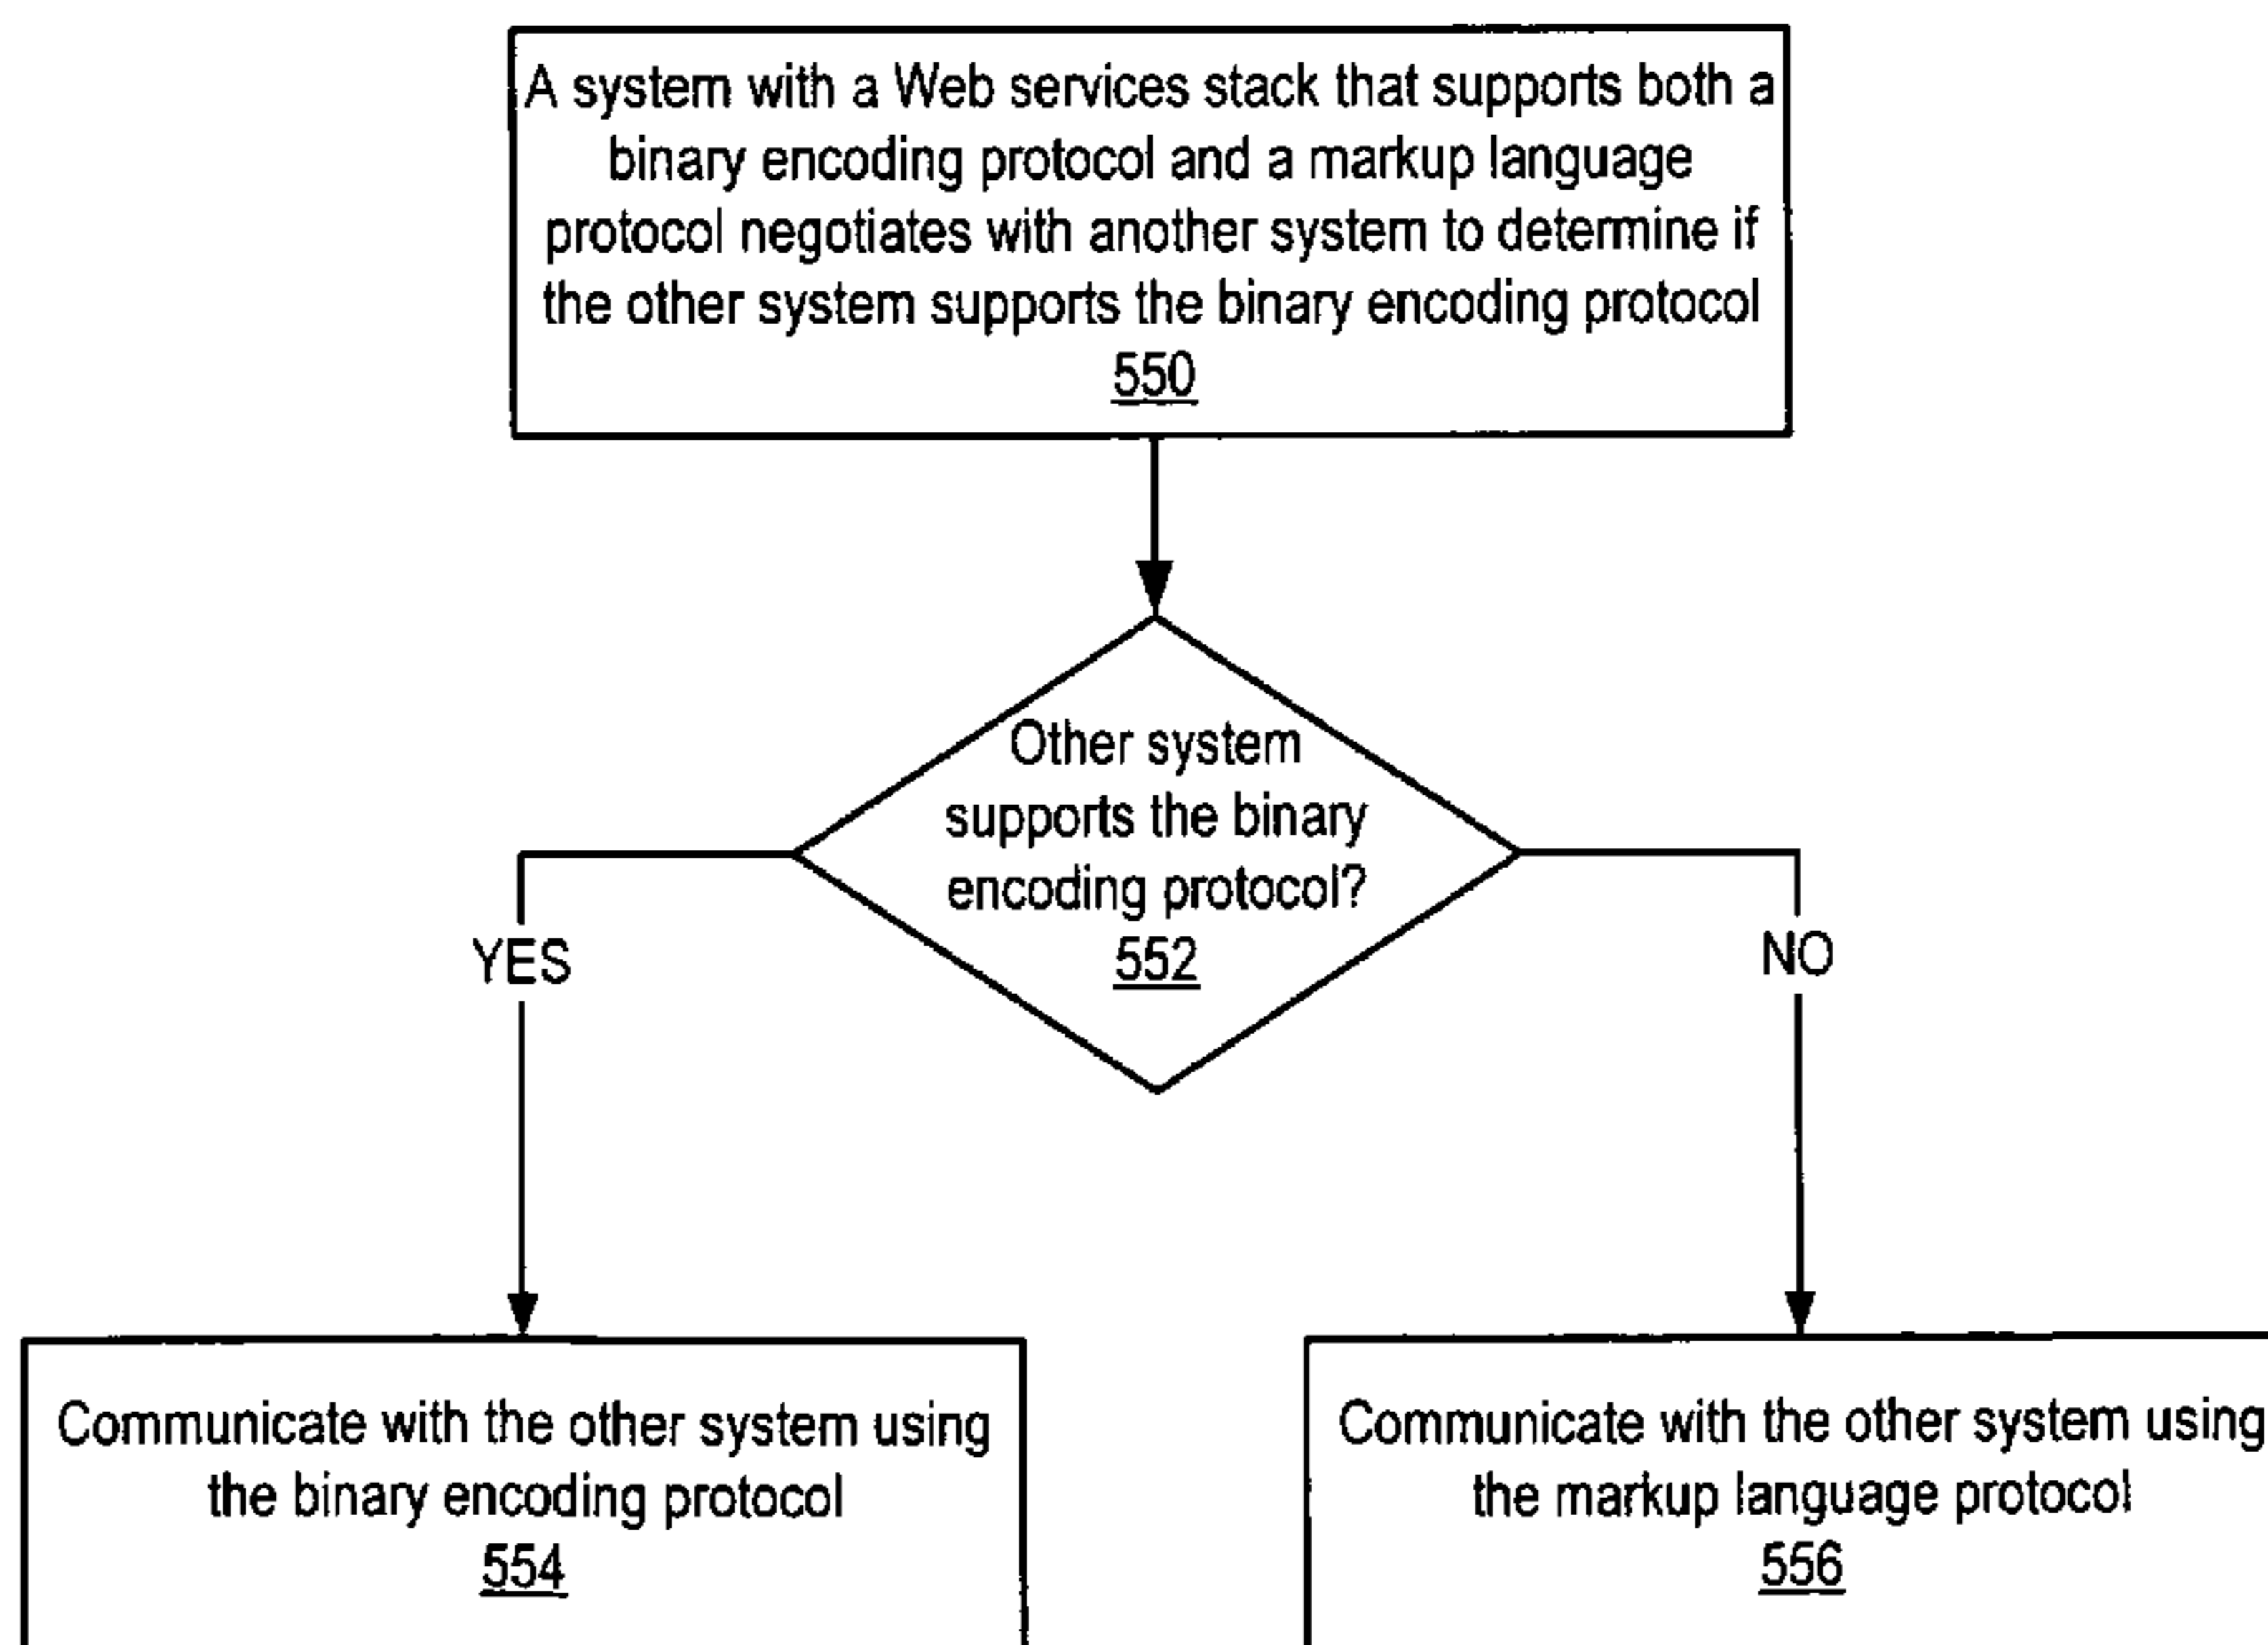 A system with a Web services stack that supports both a
binary encoding protocol and a markup language
protocol negotiates with another system to determine if
the other system supports the binary encoding protocol
550
Other system
supports the binary
encoding protocol?
552
YES
NO
Communicate with the other system using
the binary encoding protocol
554
Communicate with the other system using
the markup language protocol
556